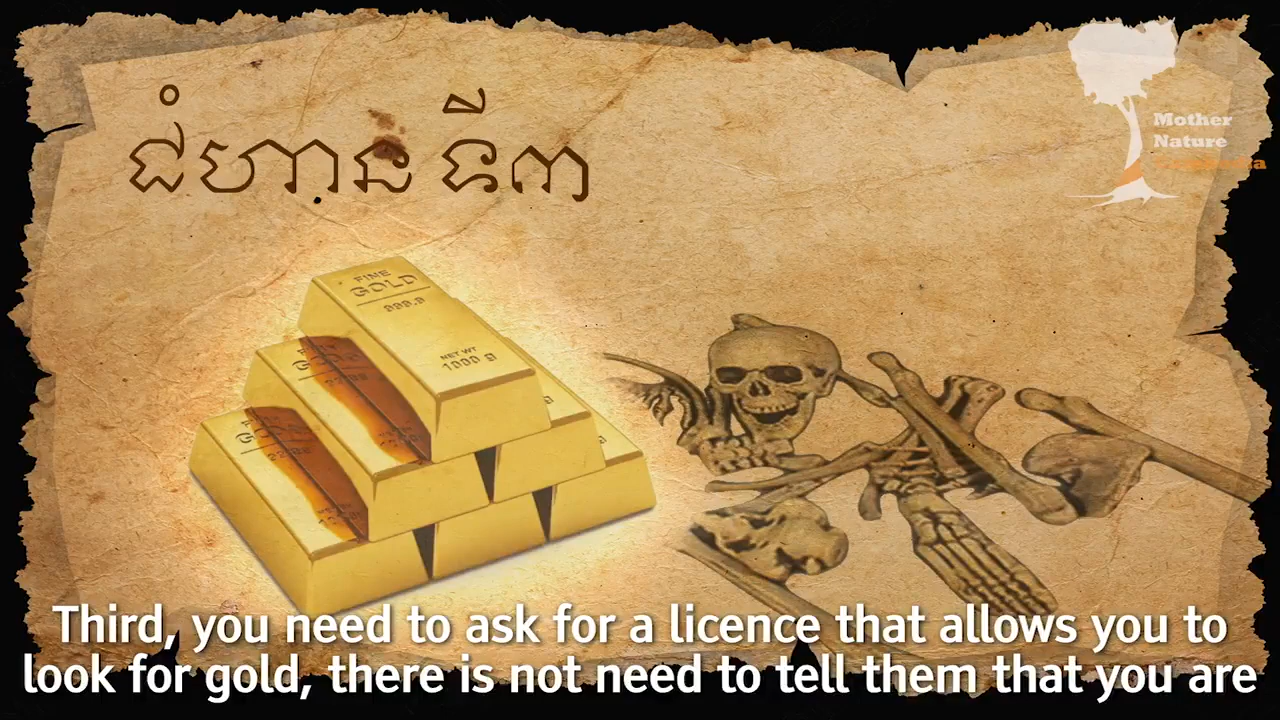 ជំហាន ទី៣
Mother
Nature
Cambodia
FINE
GOLD
999.9
NET WT
1000 g
Third, you need to ask for a licence that allows you to
look for gold, there is not need to tell them that you are